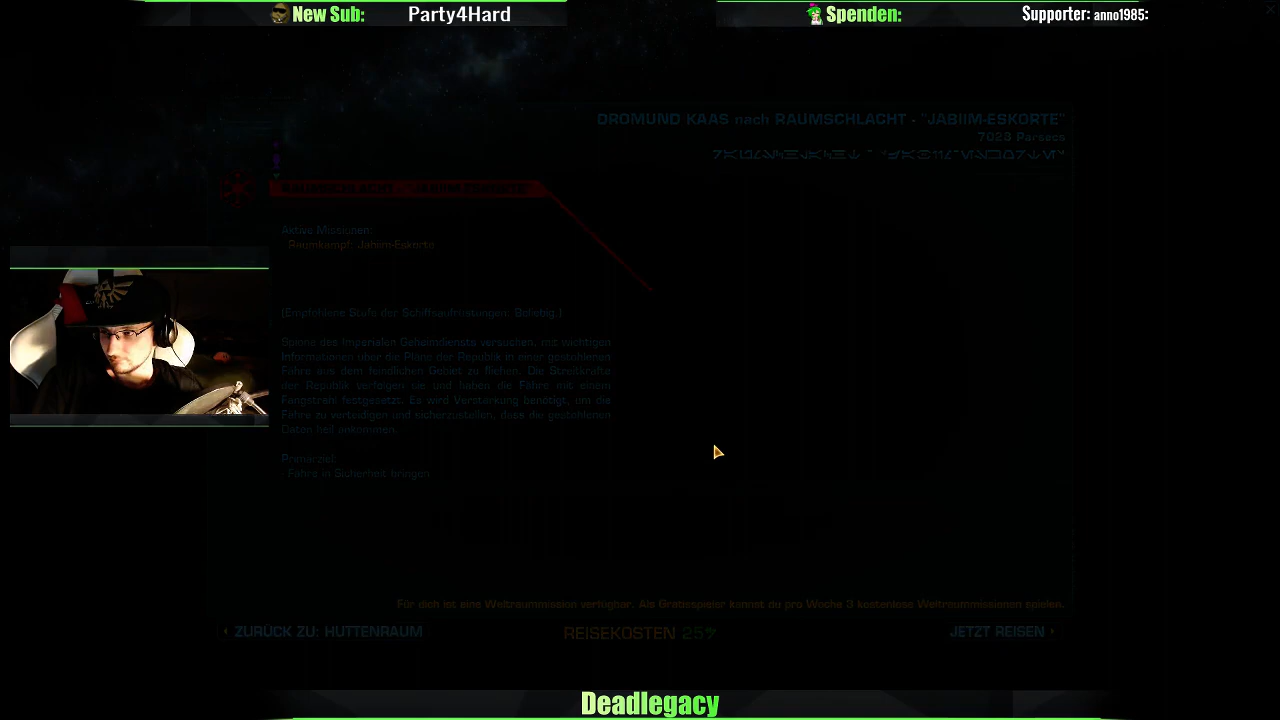 New Sub: Party4Hard
Spenden: Supporter: anno1985:
DROMUND KAAS nach RAUMSCHLACHT - "JABIIM-ESKORTE"
7023 Parsecs
RAUMSCHLACHT - "JABIIM-ESKORTE"
Aktive Missionen:
Raumkampf: Jabiim-Eskorte
[Empfohlene Stufe der Schiffsaufrüstungen: Beliebig.]
Spione des Imperialen Geheimdiensts versuchen, mit wichtigen
Informationen über die Pläne der Republik in einer gestohlenen
Fähre aus dem feindlichen Gebiet zu fliehen. Die Streitkräfte
der Republik verfolgen sie und haben die Fähre mit einem
Fangstrahl festgesetzt. Es wird Verstärkung benötigt, um die
Fähre zu verteidigen und sicherzustellen, dass die gestohlenen
Daten heil ankommen.
Primärziel:
- Fähre in Sicherheit bringen
Für dich ist eine Weltraummission verfügbar. Als Gratisspieler kannst du pro Woche 3 kostenlose Weltraummissionen spielen.
ZURÜCK ZU: HUTTENRAUM
REISEKOSTEN 25
JETZT REISEN
Deadlegacy